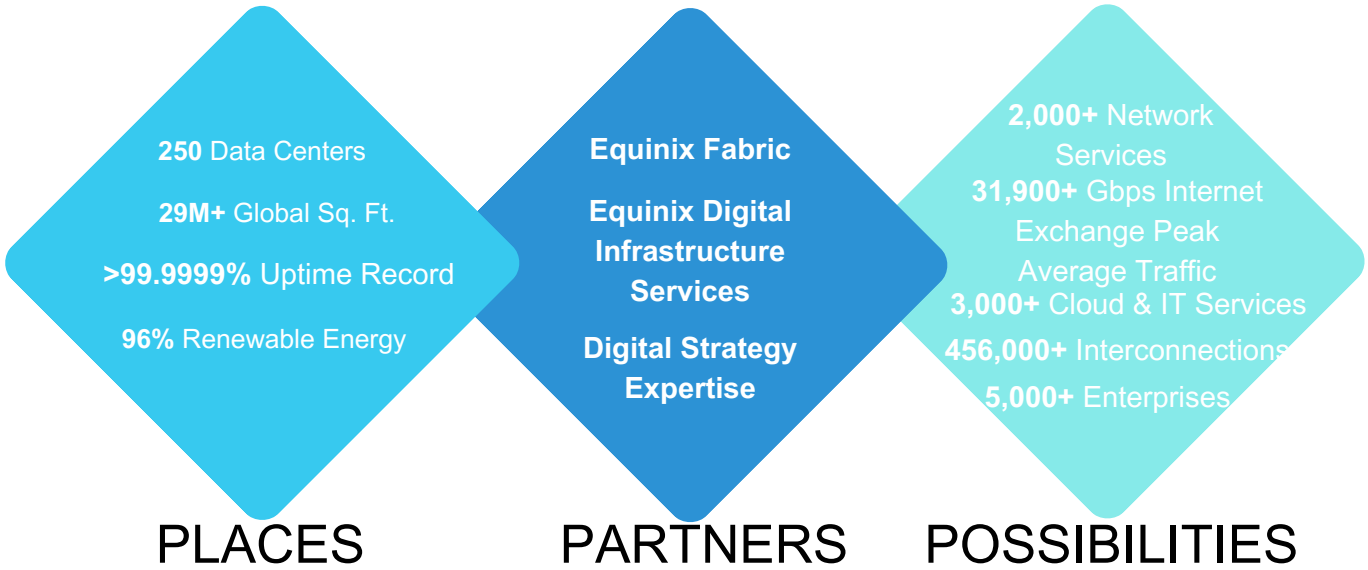 250 Data Centers
29M+ Global Sq. Ft.
>99.9999% Uptime Record
96% Renewable Energy
PLACES
Equinix Fabric
Equinix Digital
Infrastructure
Services
Digital Strategy
Expertise
PARTNERS
2,000+ Network
Services
31,900+ Gbps Internet
Exchange Peak
Average Traffic
3,000+ Cloud & IT Services
456,000+ Interconnections
5,000+ Enterprises
POSSIBILITIES